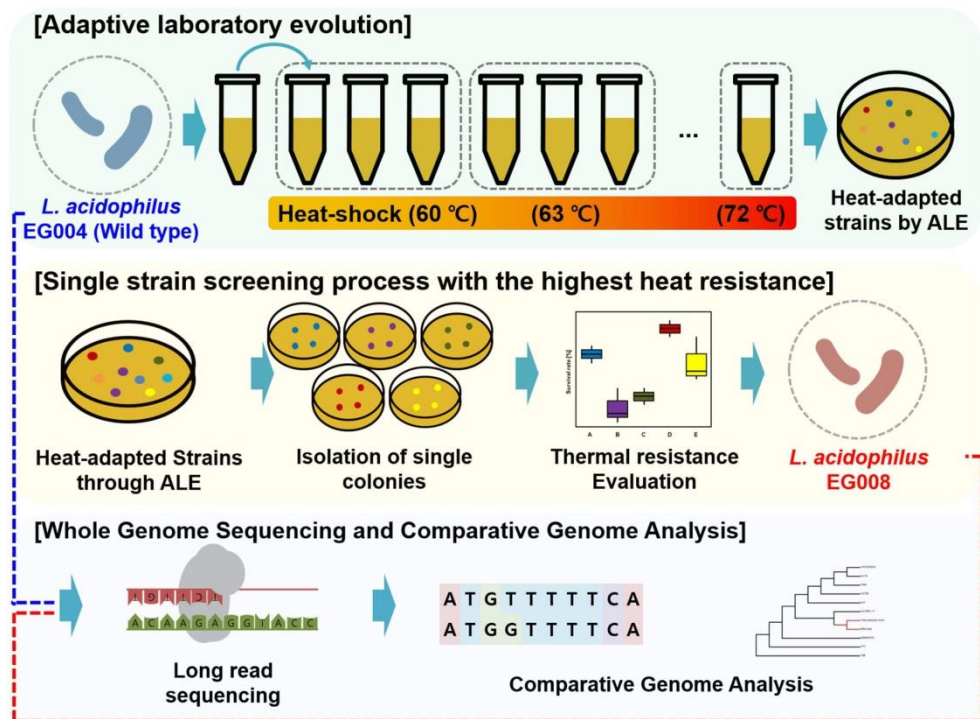 [Adaptive laboratory evolution]
...
L. acidophilus
EG004 (Wild type)
Heat-shock (60 ℃)
(63 ℃)
(72 ℃)
Heat-adapted
strains by ALE
[Single strain screening process with the highest heat resistance]
Survival rate [%]
A B C D E
Heat-adapted Strains
through ALE
Isolation of single
colonies
Thermal resistance
Evaluation
L. acidophilus
EG008
[Whole Genome Sequencing and Comparative Genome Analysis]
ACAAGAGGTACC
ATGTTTTTCA
ATGGTTTTCA
Long read
sequencing
Comparative Genome Analysis